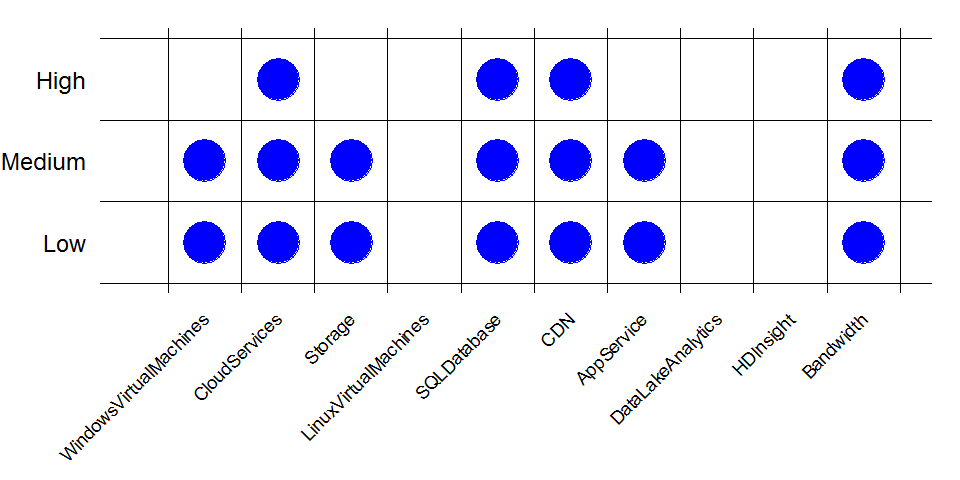 High
Medium
Low
WindowsVirtualMachines
CloudServices
Storage
LinuxVirtualMachines
SQLDatabase
CDN
AppService
DataLakeAnalytics
HDInsight
Bandwidth